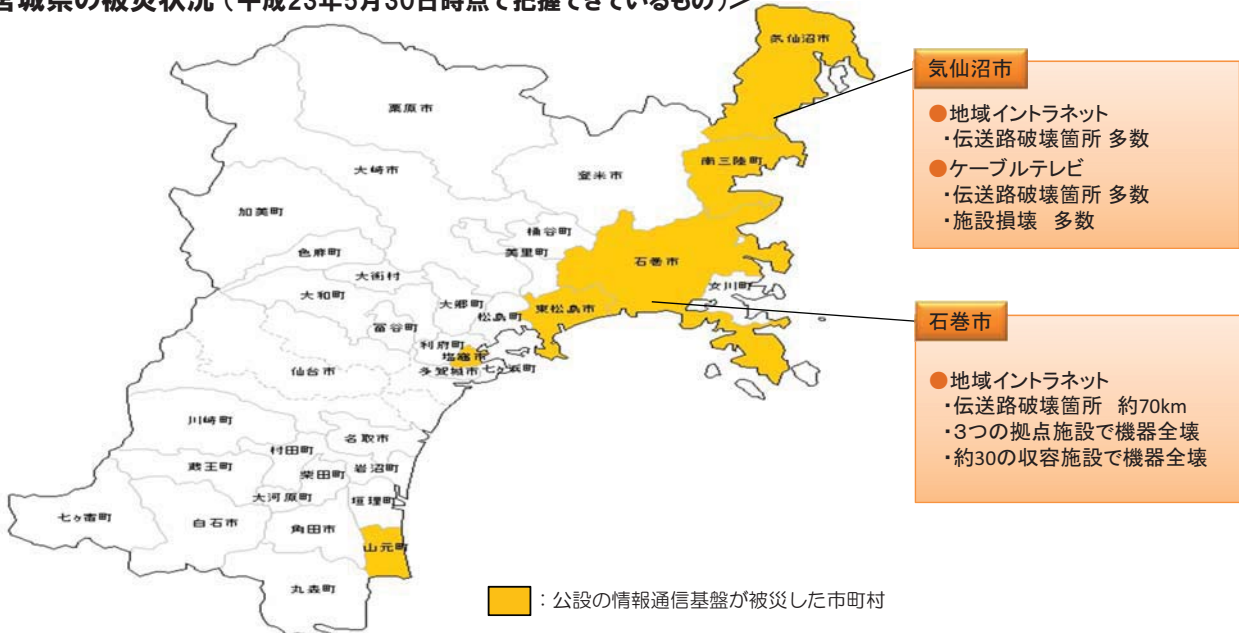 宮城県の被災状況（平成23年5月30日時点で把握できているもの）＞
気仙沼市
栗原市
南三陸町
大崎市
登米市
加美町
涌谷町
色麻町
美里町
石巻市
大衡村
女川町
大和町
大郷町
東松島市
松島町
富谷町
利府町
塩竈市
仙台市
多賀城市
七ヶ浜町
川崎町
名取市
村田町
蔵王町
柴田町
岩沼町
大河原町
亘理町
七ヶ宿町
白石市
角田市
山元町
丸森町
気仙沼市
●地域イントラネット
・伝送路破壊箇所 多数
●ケーブルテレビ
・伝送路破壊箇所 多数
・施設損壊 多数
石巻市
●地域イントラネット
・伝送路破壊箇所 約70km
・3つの拠点施設で機器全壊
・約30の収容施設で機器全壊
：公設の情報通信基盤が被災した市町村